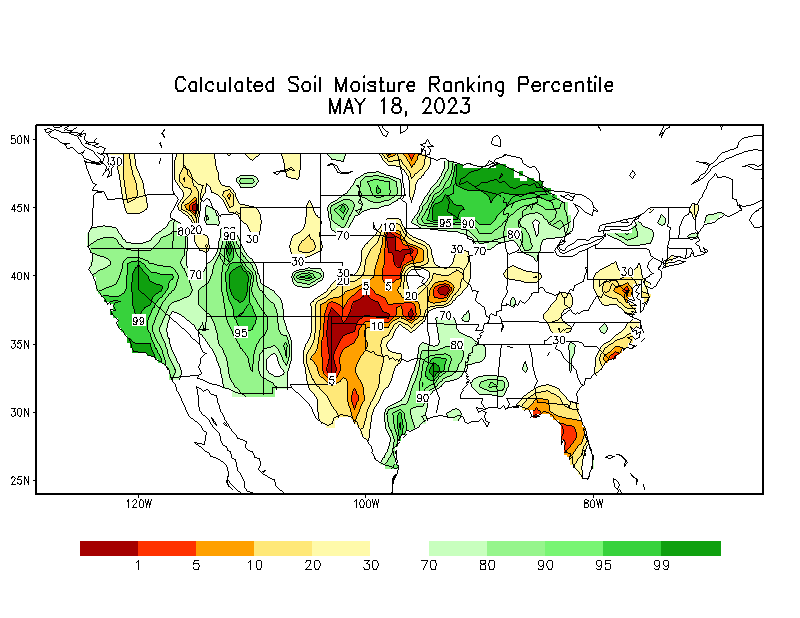 Calculated Soil Moisture Ranking Percentile
MAY 18, 2023
50N
30
45N
80 20 90 30 70 10 95 90 80
30 70
70 30 30 20 30
40N
5 5 20
99 95 10 70
35N
30
80
5
90
30N
25N
120W 100W 80W
1 5 10 20 30 70 80 90 95 99